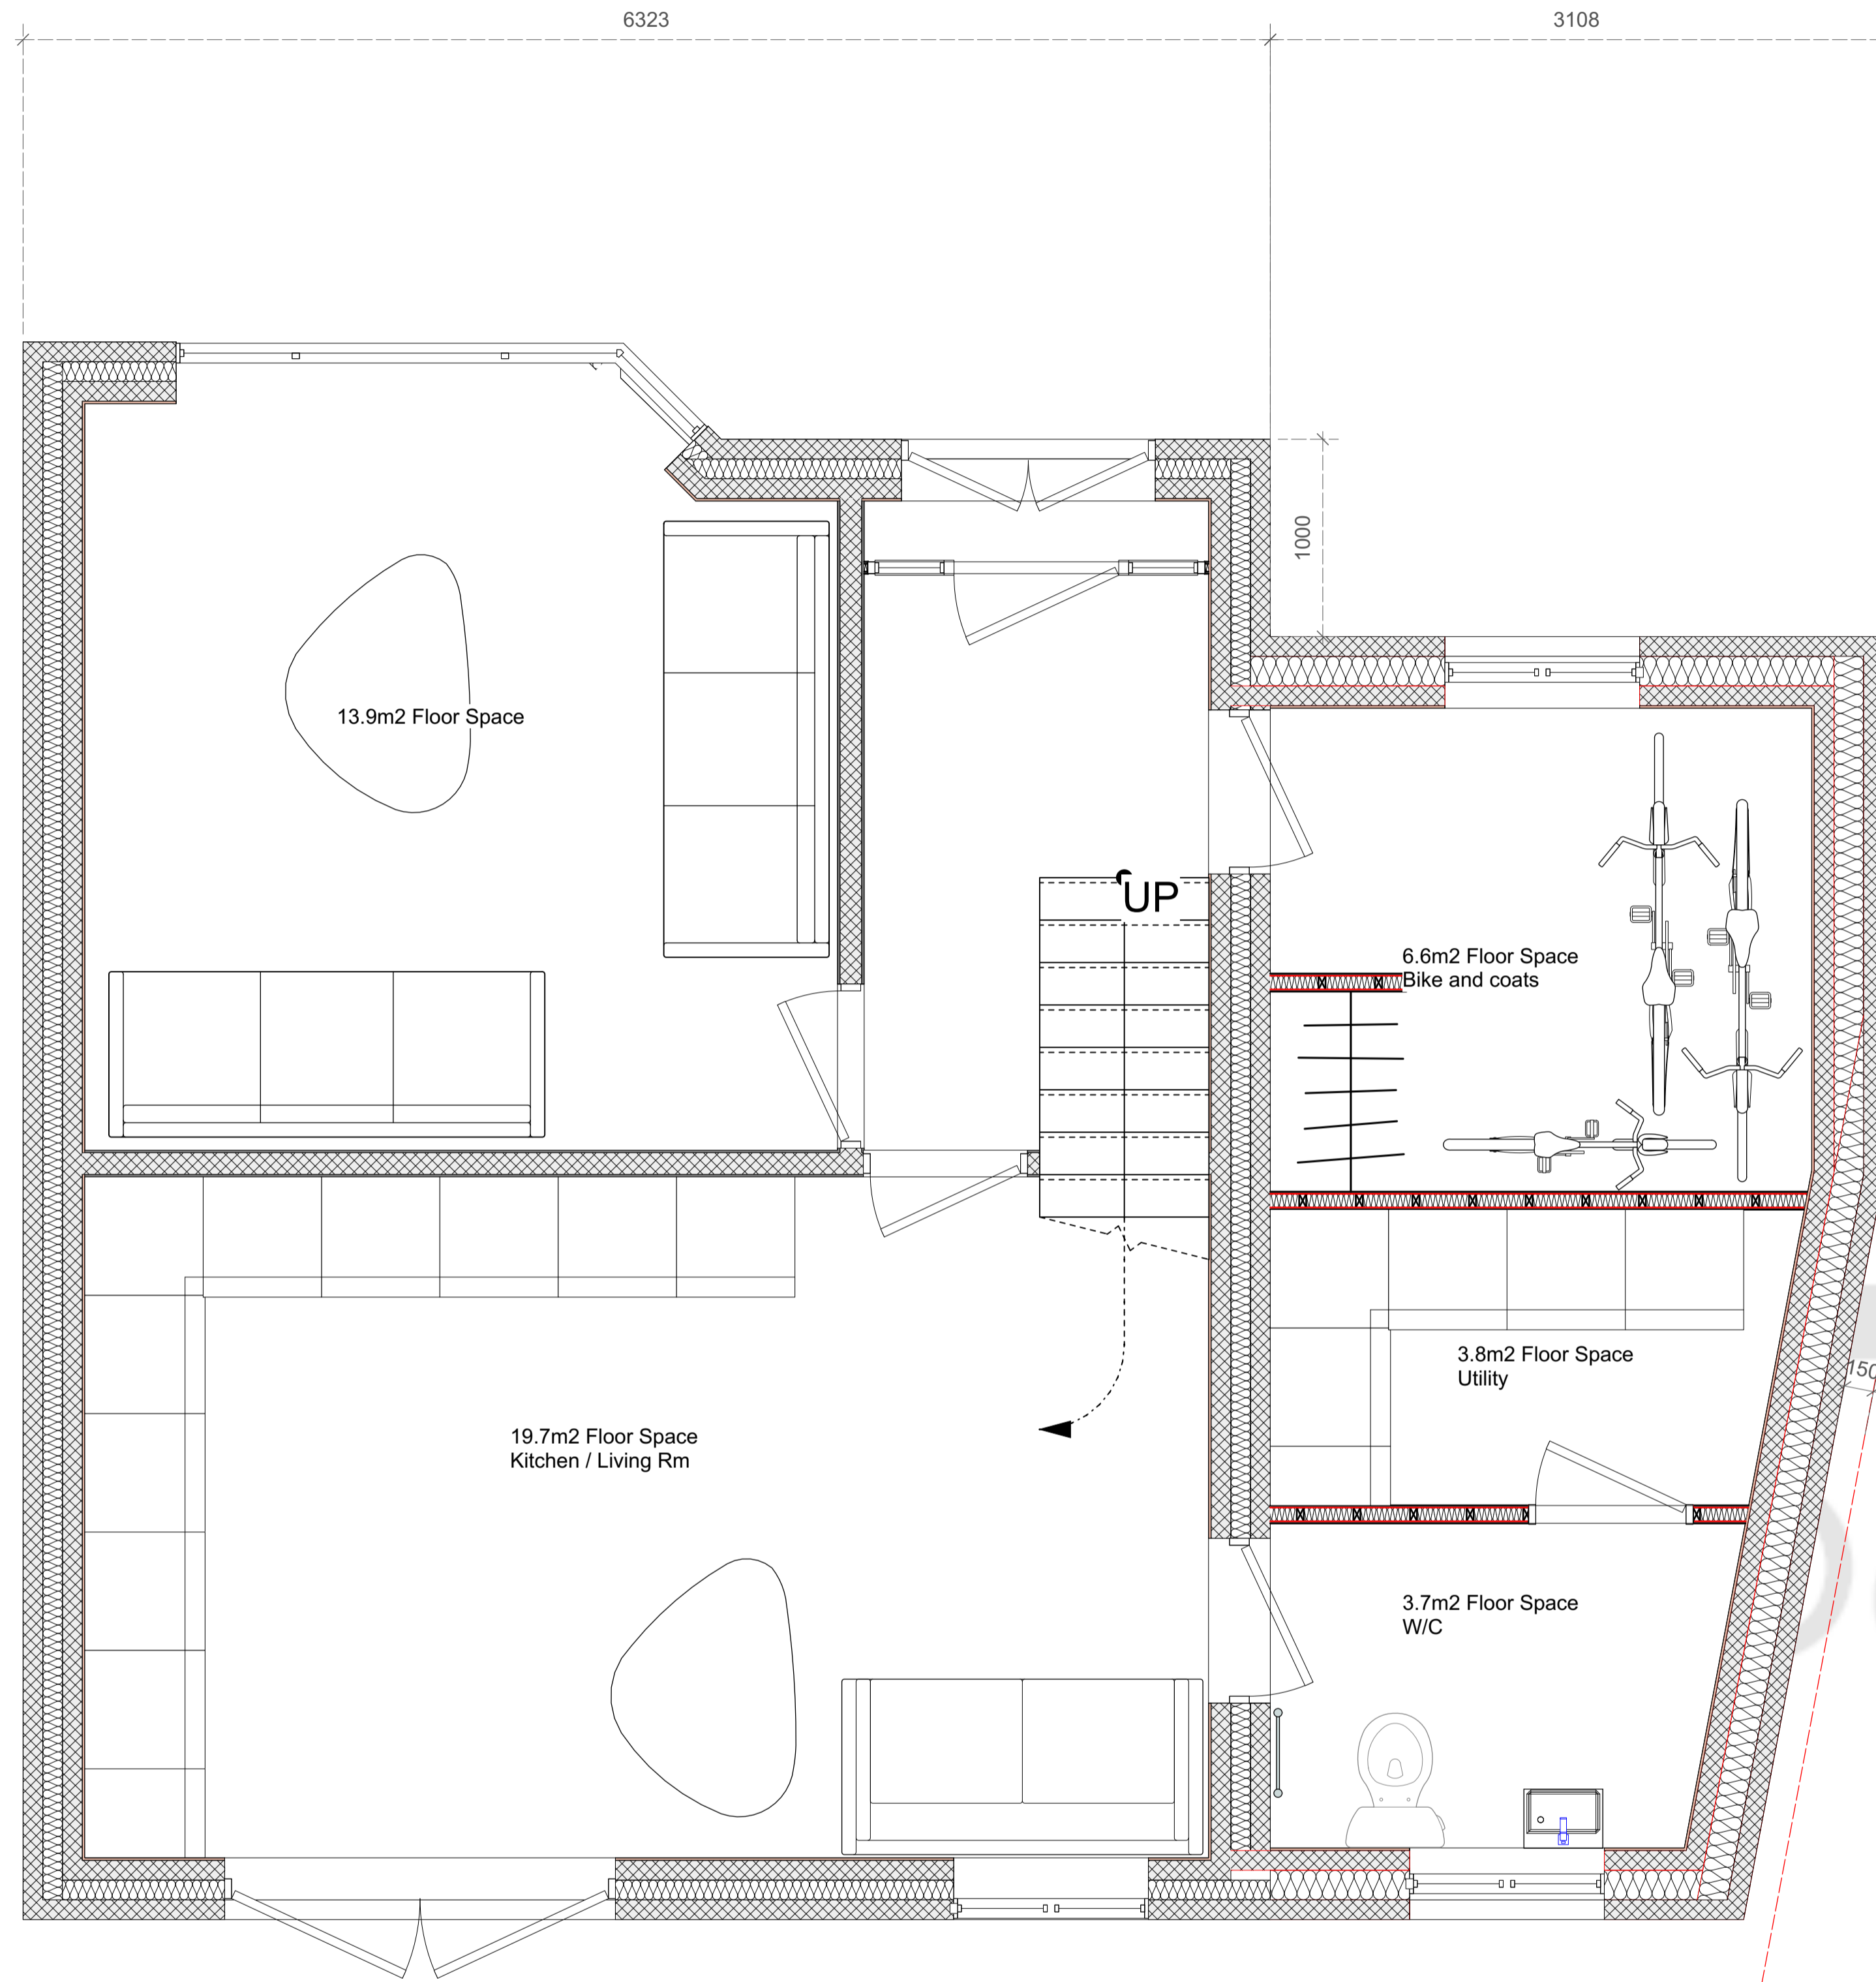 6323
3108
1000
13.9m2 Floor Space
UP
6.6m2 Floor Space
Bike and coats
3.8m2 Floor Space
Utility
19.7m2 Floor Space
Kitchen / Living Rm
3.7m2 Floor Space
W/C